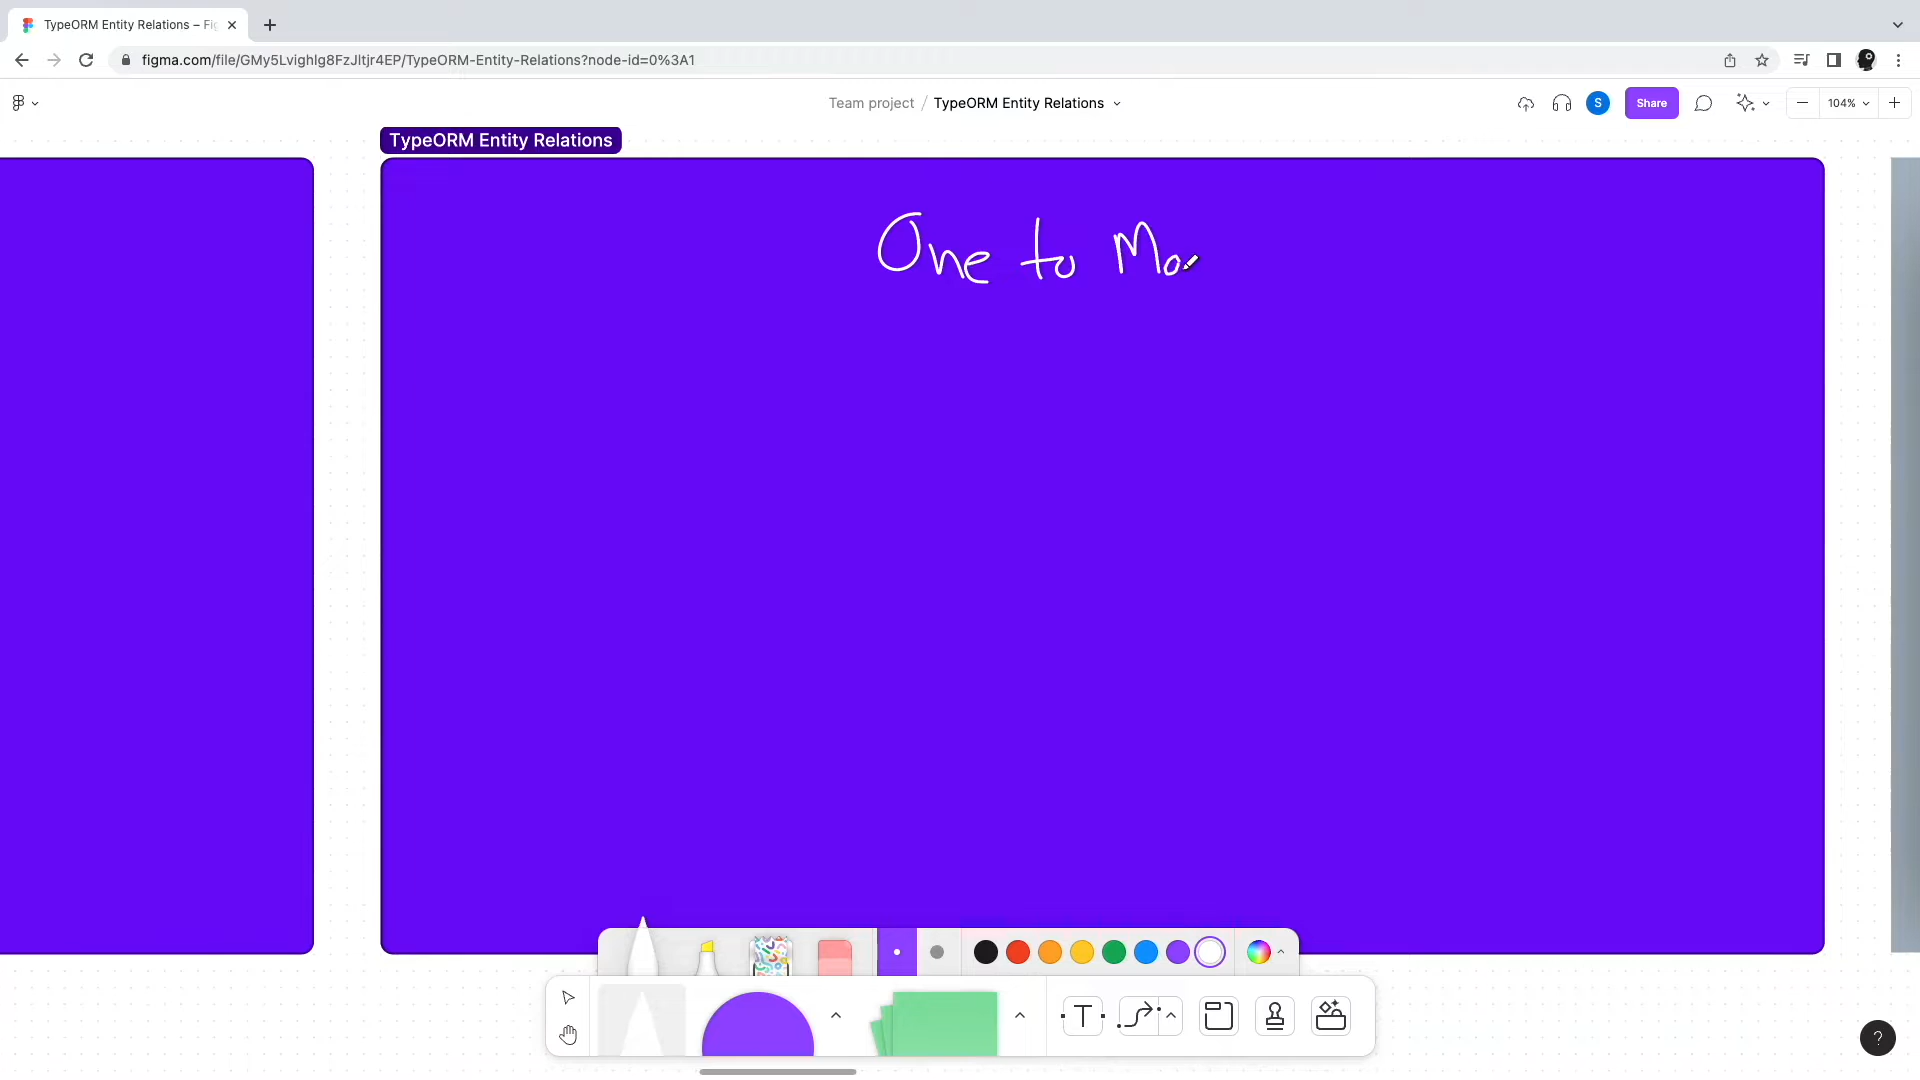 TypeORM Entity Relations – Fig
figma.com/file/GMy5Lvighlg8FzJltjr4EP/TypeORM-Entity-Relations?node-id=0%3A1
Team project / TypeORM Entity Relations
S
Share
104%
TypeORM Entity Relations
One to Ma
T
?